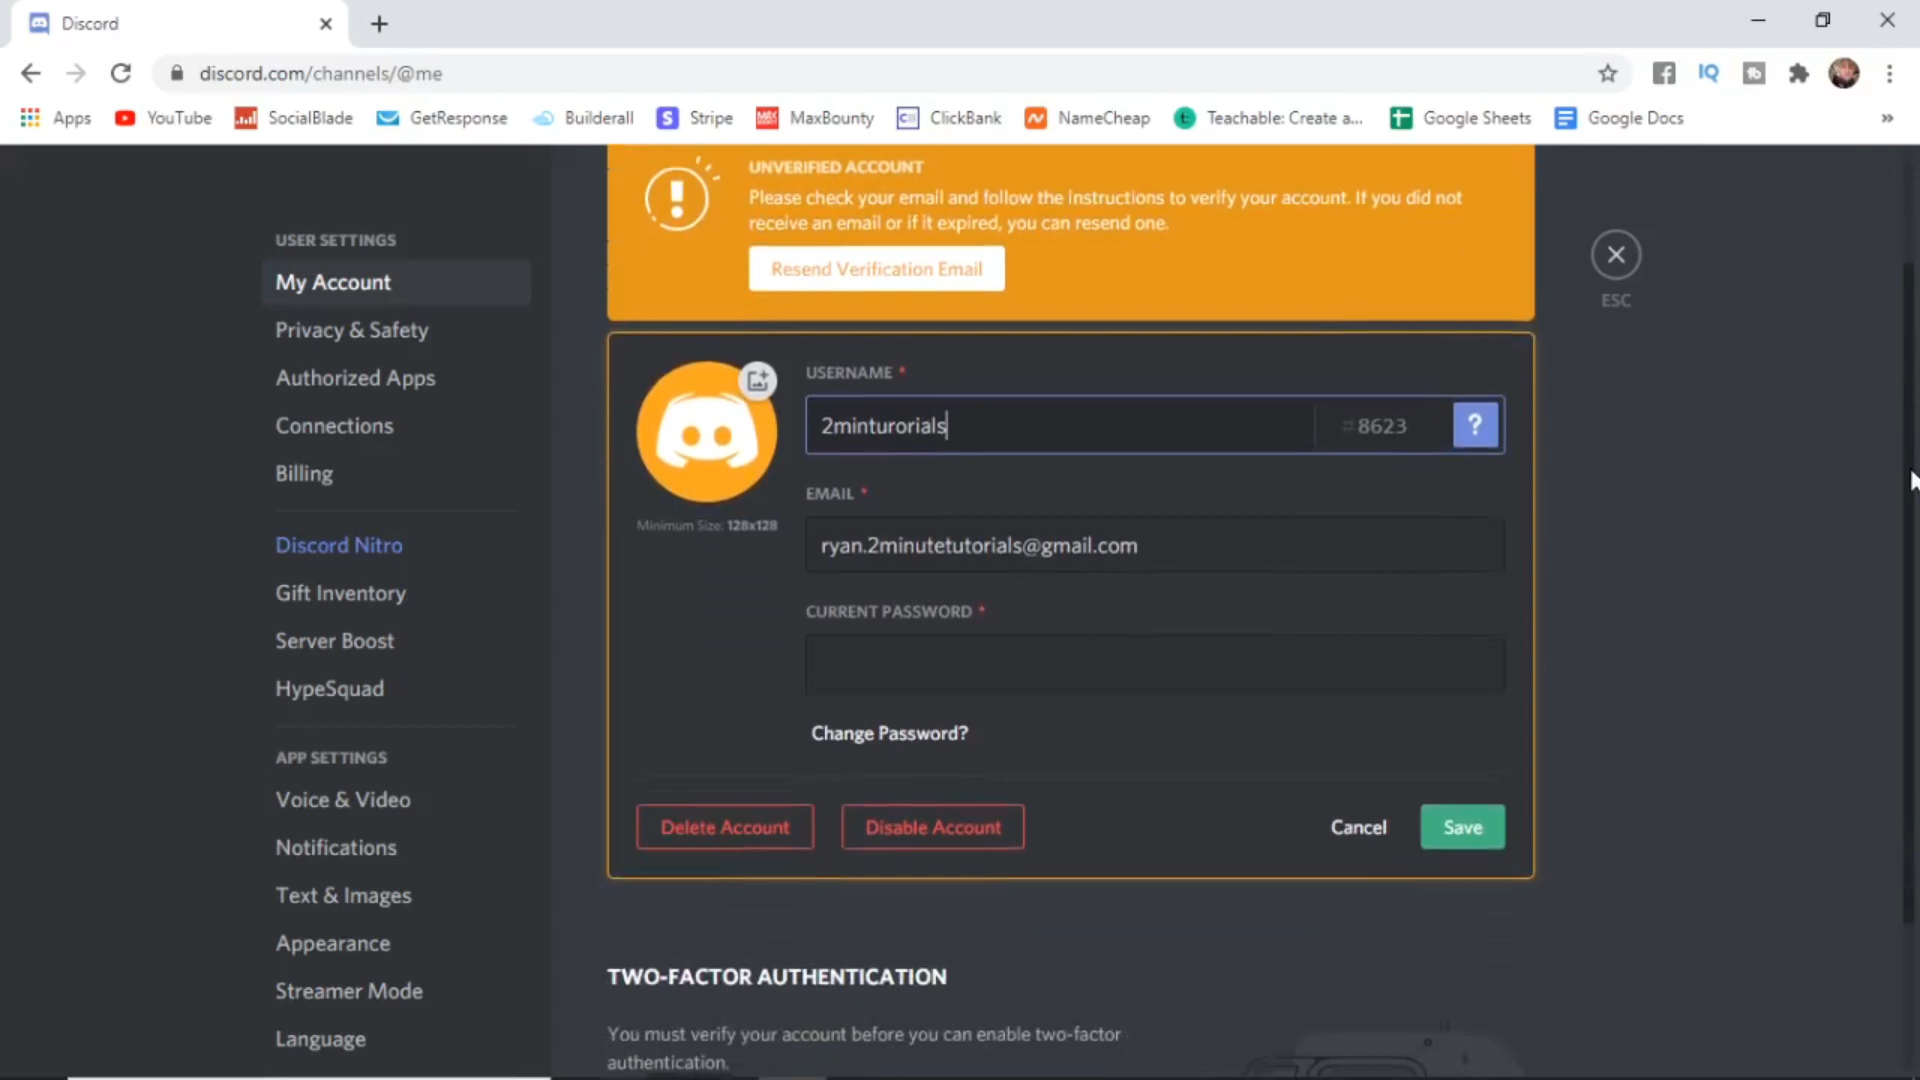 Discord
discord.com/channels/@me
Apps YouTube SocialBlade GetResponse Builderall Stripe MaxBounty ClickBank NameCheap Teachable: Create a... Google Sheets Google Docs »
UNVERIFIED ACCOUNT
Please check your email and follow the instructions to verify your account. If you did not
receive an email or if it expired, you can resend one.
Resend Verification Email
ESC
USER SETTINGS
My Account
Privacy & Safety
Authorized Apps
Connections
Billing
Discord Nitro
Gift Inventory
Server Boost
HypeSquad
APP SETTINGS
Voice & Video
Notifications
Text & Images
Appearance
Streamer Mode
Language
Minimum Size: 128x128
USERNAME *
2minturorials #8623 ?
EMAIL *
ryan.2minutetutorials@gmail.com
CURRENT PASSWORD *
Change Password?
Delete Account Disable Account Cancel Save
TWO-FACTOR AUTHENTICATION
You must verify your account before you can enable two-factor
authentication.